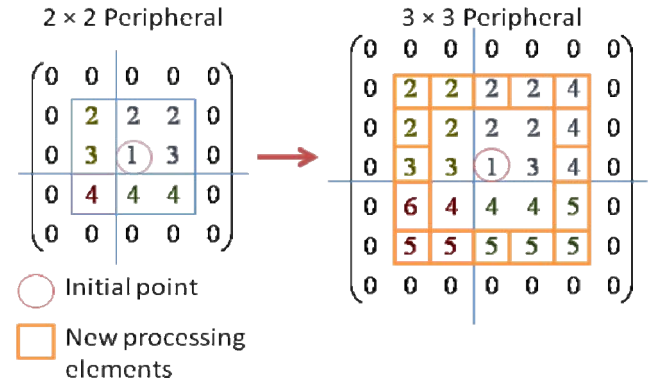 2 × 2 Peripheral
0 0 0 0 0
0 2 2 2 0
0 3 1 3 0
0 4 4 4 0
0 0 0 0 0
Initial point
New processing
elements
3 × 3 Peripheral
0 0 0 0 0 0 0
0 2 2 2 2 4 0
0 2 2 2 2 4 0
0 3 3 1 3 4 0
0 6 4 4 4 5 0
0 5 5 5 5 5 0
0 0 0 0 0 0 0